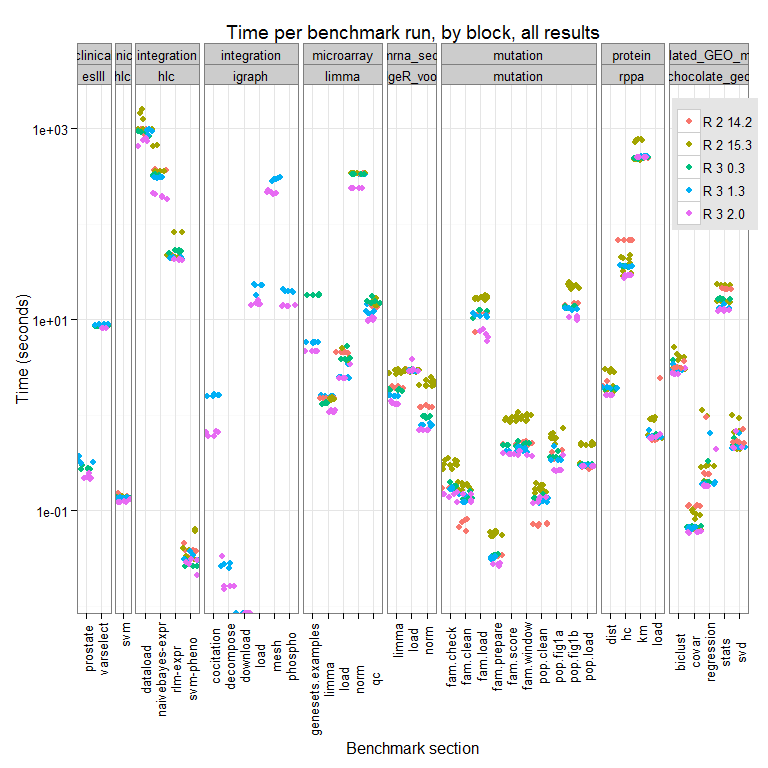 Time per benchmark run, by block, all results
clinica nic integration integration microarray mrna_sec mutation protein lated_GEO_m
eslII hlc hlc igraph limma geR_voo mutation rppa chocolate_geo
1e+03
1e+01
1e-01
Time (seconds)
R 2 14.2
R 2 15.3
R 3 0.3
R 3 1.3
R 3 2.0
prostate
varselect
svm
dataload
naivebayes-expr
rlm-expr
svm-pheno
cocitation
decompose
download
load
mesh
phospho
genesets.examples
limma
load
norm
qc
limma
load
norm
fam.check
fam.clean
fam.load
fam.prepare
fam.score
fam.window
pop.clean
pop.fig1a
pop.fig1b
pop.load
dist
hc
km
load
biclust
covar
regression
stats
svd
Benchmark section